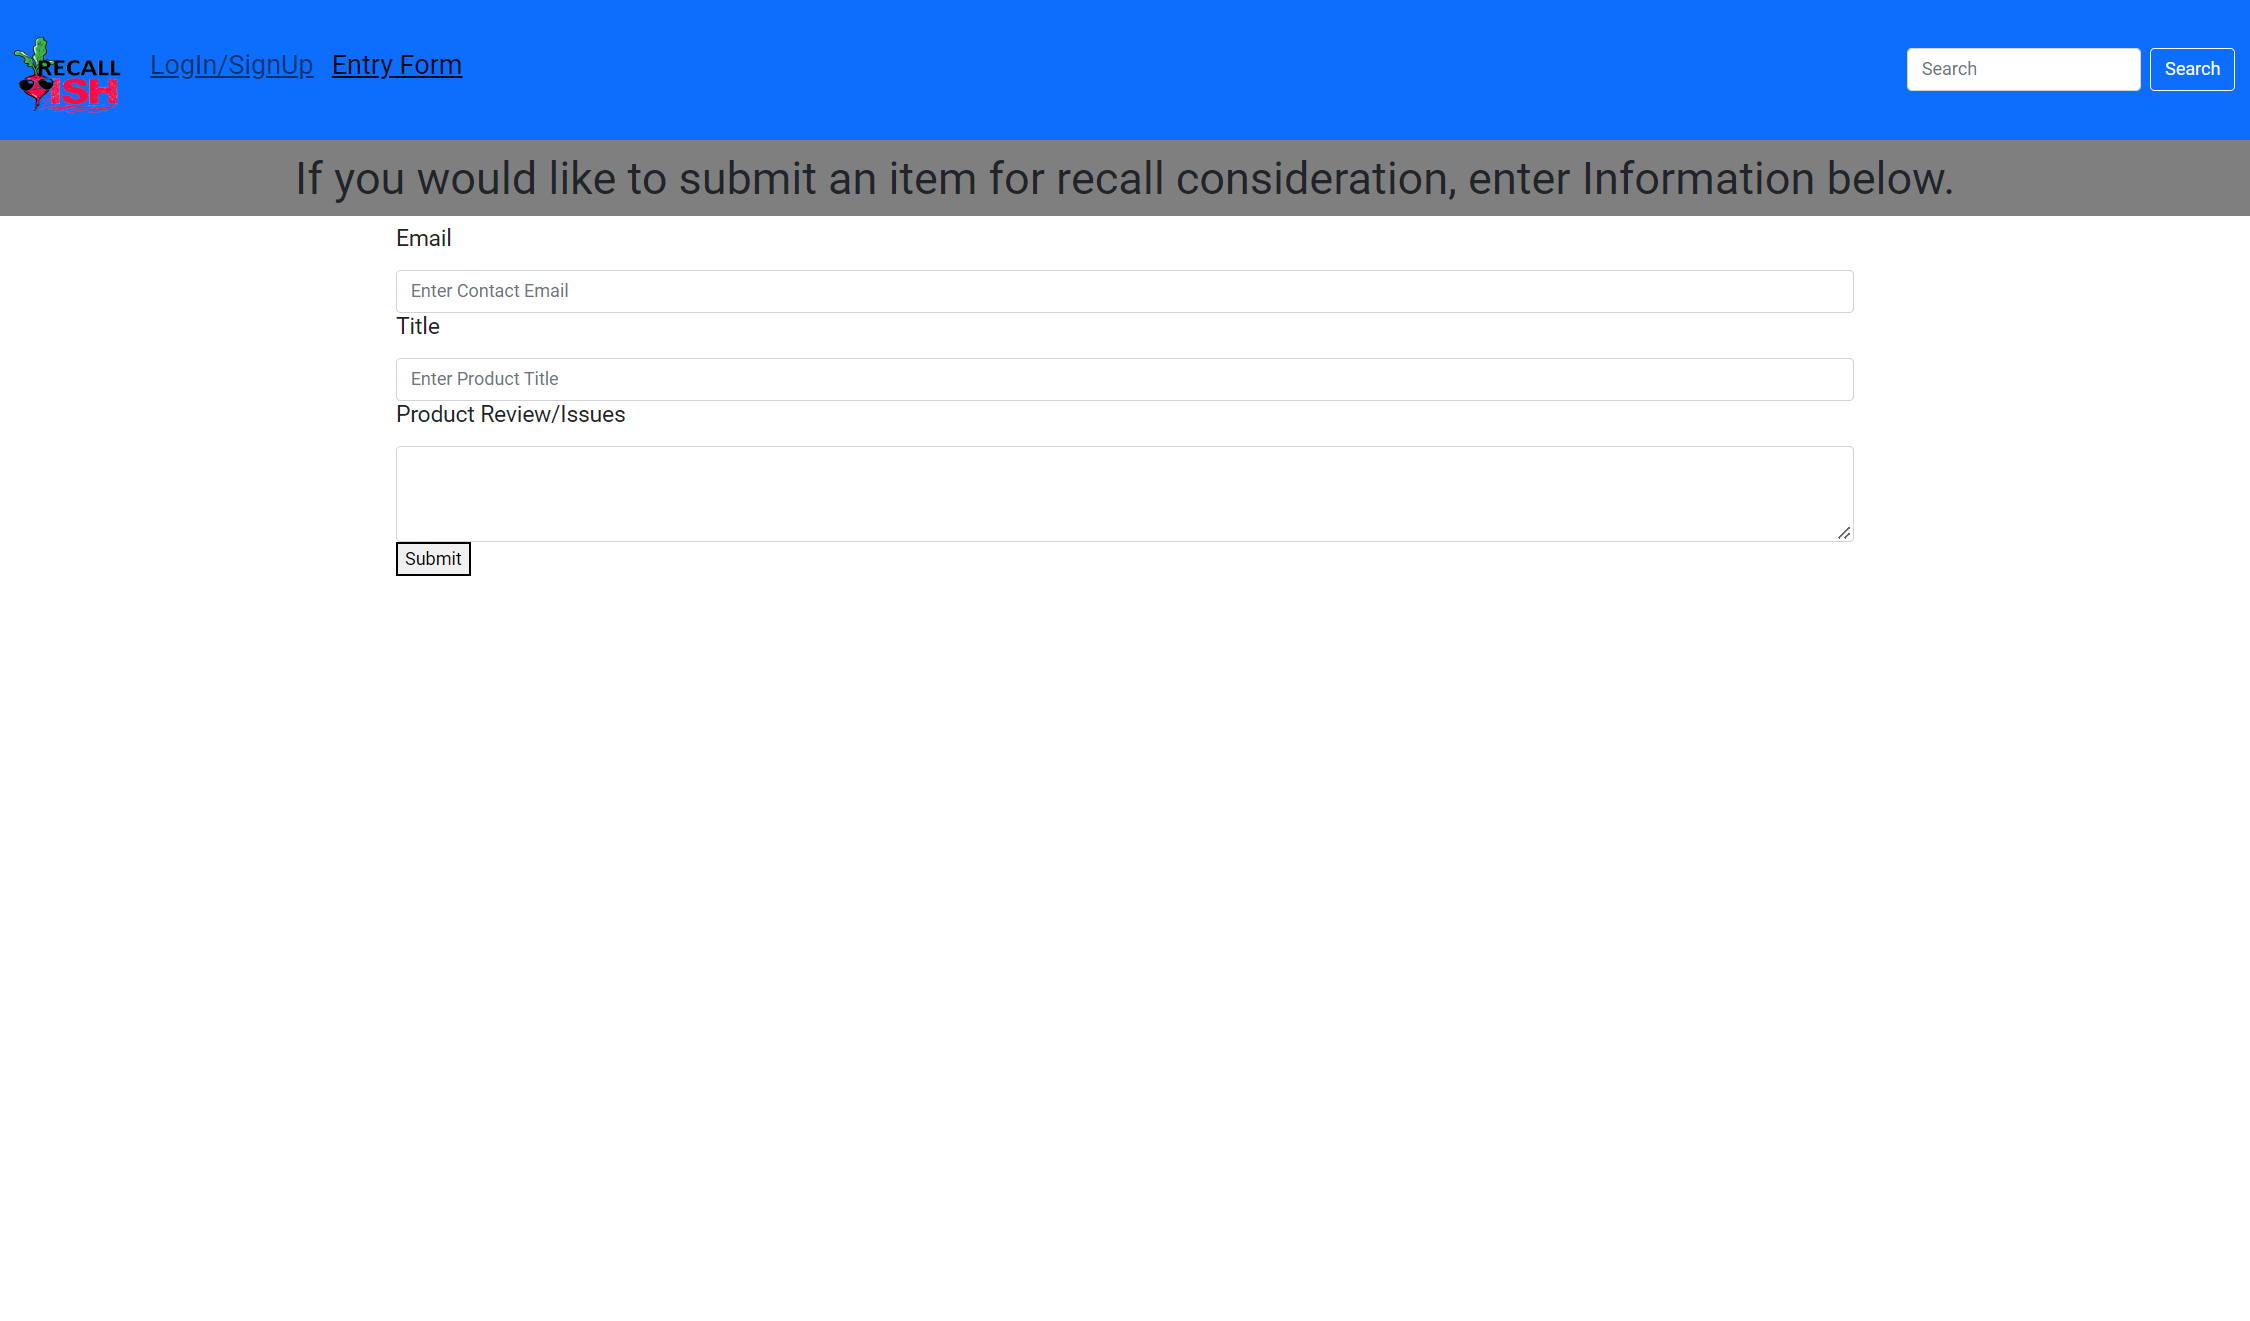 RECALL
ISH
LogIn/SignUp Entry Form
Search Search
If you would like to submit an item for recall consideration, enter Information below.
Email
Enter Contact Email
Title
Enter Product Title
Product Review/Issues
Submit